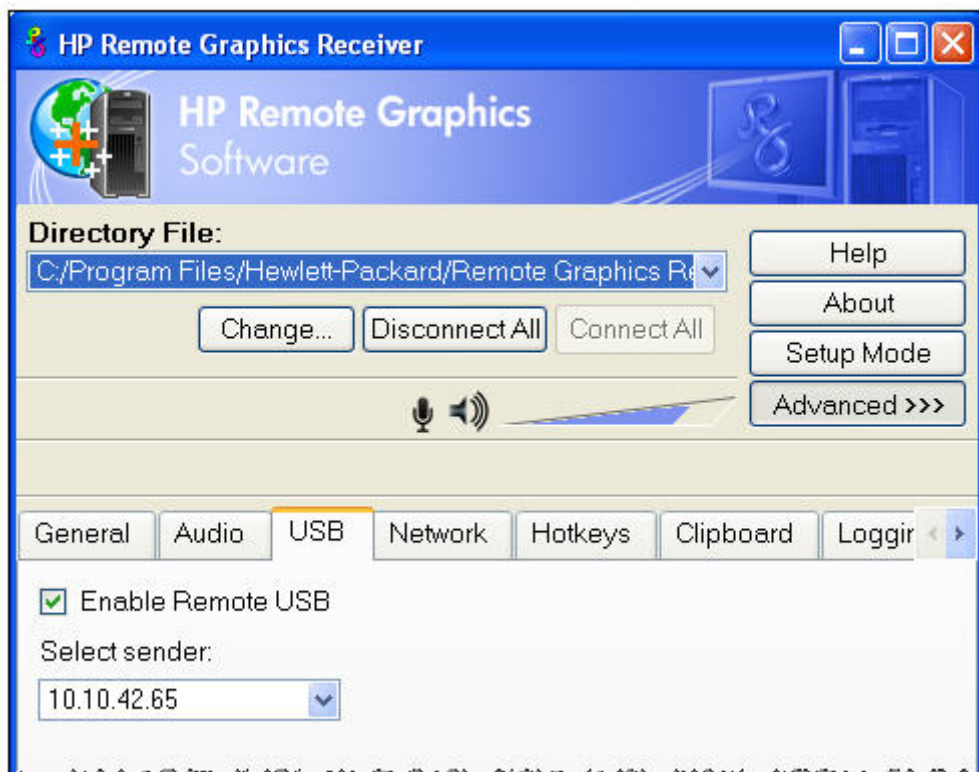 HP Remote Graphics Receiver
HP Remote Graphics
Software
Directory File:
C:/Program Files/Hewlett-Packard/Remote Graphics Re
Help
About
Change...
Disconnect All
Connect All
Setup Mode
Advanced >>>
General
Audio
USB
Network
Hotkeys
Clipboard
Loggin
Enable Remote USB
Select sender:
10.10.42.65